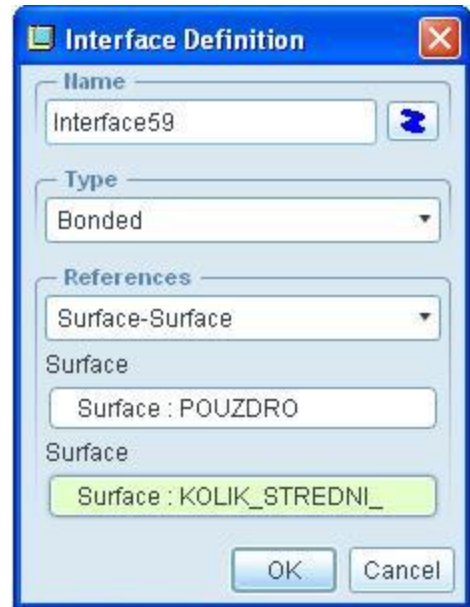 Interface Definition
Name
Interface59
Type
Bonded
References
Surface-Surface
Surface
Surface : POUZDRO
Surface
Surface : KOLIK_STREDNI_
OK Cancel